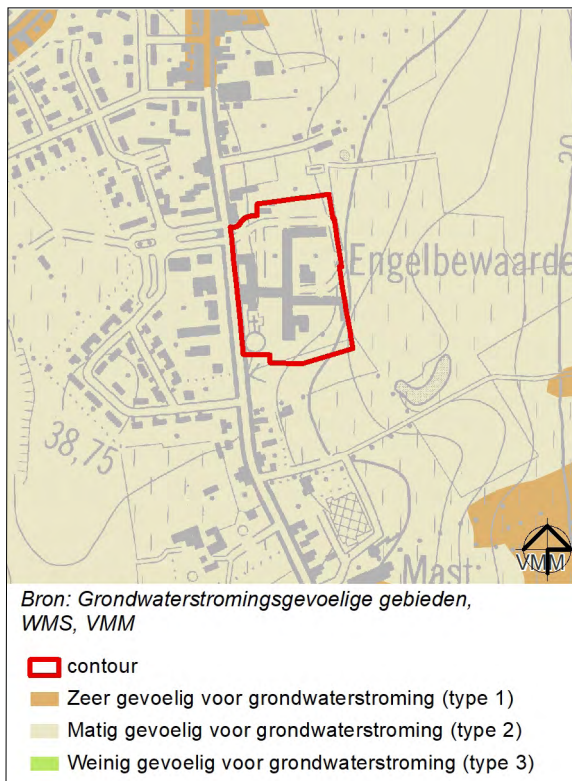 Engelbewaarde
30
38,75
Mast
VMM
Bron: Grondwaterstromingsgevoelige gebieden,
WMS, VMM
contour
Zeer gevoelig voor grondwaterstroming (type 1)
Matig gevoelig voor grondwaterstroming (type 2)
Weinig gevoelig voor grondwaterstroming (type 3)